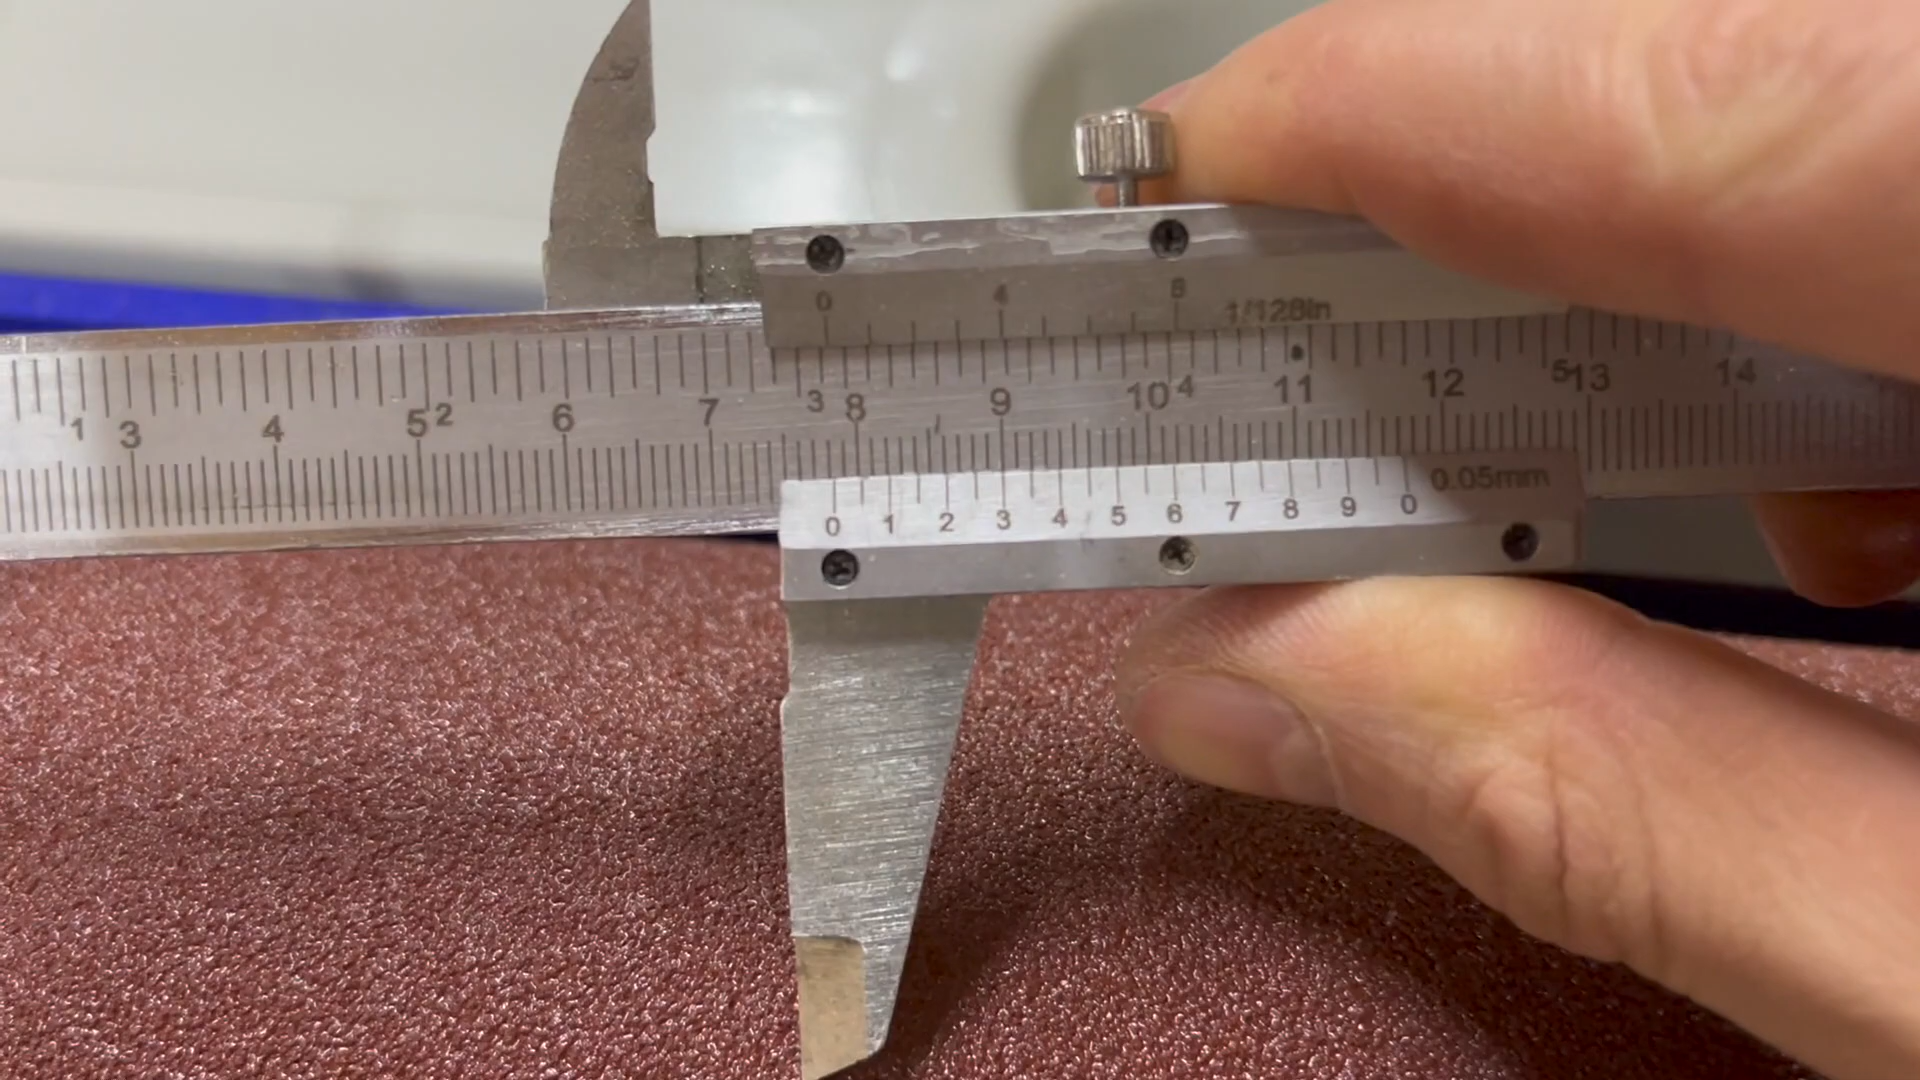 0 4 8 1/128in
1 2 3 4 5
3 4 5 6 7 8 9 10 11 12 13 14
0 1 2 3 4 5 6 7 8 9 0 0.05mm